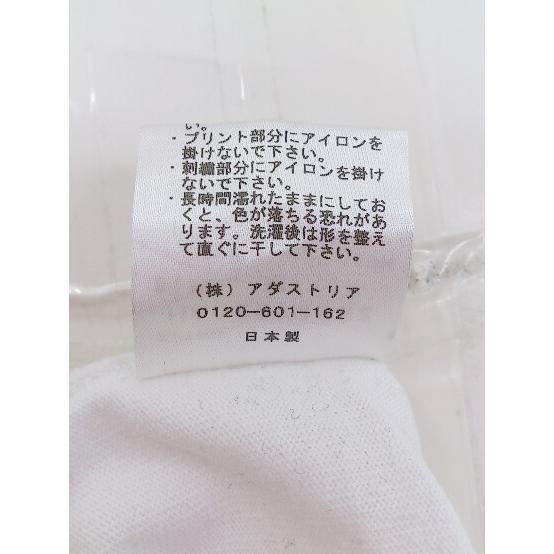 い。
・プリント部分にアイロンを
掛けないで下さい。
・刺繍部分にアイロンを掛け
ないで下さい。
・長時間濡れたままにしてお
くと、色が落ちる恐れがあ
ります。洗濯後は形を整え
て直ぐに干して下さい。
（株）アダストリア
0120-601-162
日本製